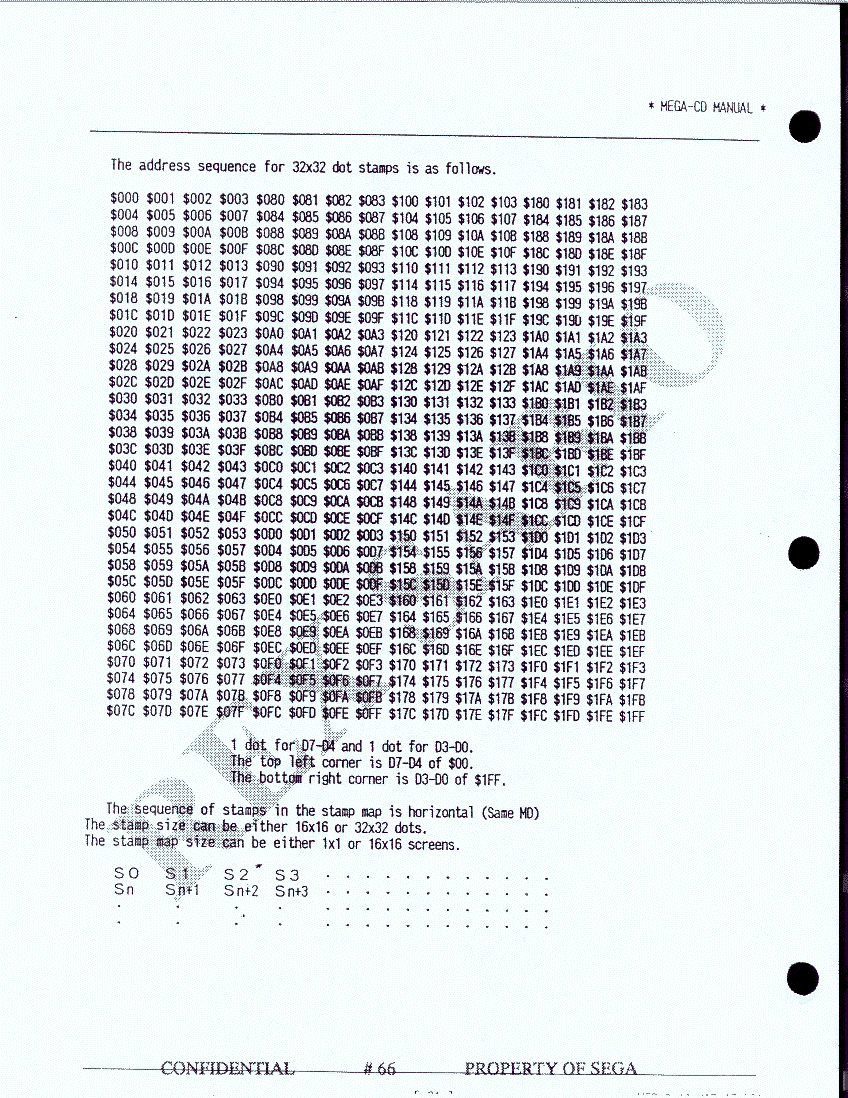 * MEGA-CD MANUAL *
The address sequence for 32x32 dot stamps is as follows.
$000 $001 $002 $003 $080 $081 $082 $083 $100 $101 $102 $103 $180 $181 $182 $183
$004 $005 $006 $007 $084 $085 $086 $087 $104 $105 $106 $107 $184 $185 $186 $187
$008 $009 $00A $00B $088 $089 $08A $08B $108 $109 $10A $10B $188 $189 $18A $18B
$00C $00D $00E $00F $08C $08D $08E $08F $10C $10D $10E $10F $18C $18D $18E $18F
$010 $011 $012 $013 $090 $091 $092 $093 $110 $111 $112 $113 $190 $191 $192 $193
$014 $015 $016 $017 $094 $095 $096 $097 $114 $115 $116 $117 $194 $195 $196 $197
$018 $019 $01A $01B $098 $099 $09A $09B $118 $119 $11A $11B $198 $199 $19A $19B
$01C $01D $01E $01F $09C $09D $09E $09F $11C $11D $11E $11F $19C $19D $19E $19F
$020 $021 $022 $023 $0A0 $0A1 $0A2 $0A3 $120 $121 $122 $123 $1A0 $1A1 $1A2 $1A3
$024 $025 $026 $027 $0A4 $0A5 $0A6 $0A7 $124 $125 $126 $127 $1A4 $1A5 $1A6 $1A7
$028 $029 $02A $02B $0A8 $0A9 $0AA $0AB $128 $129 $12A $12B $1A8 $1A9 $1AA $1AB
$02C $02D $02E $02F $0AC $0AD $0AE $0AF $12C $12D $12E $12F $1AC $1AD $1AE $1AF
$030 $031 $032 $033 $0B0 $0B1 $0B2 $0B3 $130 $131 $132 $133 $1B0 $1B1 $1B2 $1B3
$034 $035 $036 $037 $0B4 $0B5 $0B6 $0B7 $134 $135 $136 $137 $1B4 $1B5 $1B6 $1B7
$038 $039 $03A $03B $0B8 $0B9 $0BA $0BB $138 $139 $13A $13B $1B8 $1B9 $1BA $1BB
$03C $03D $03E $03F $0BC $0BD $0BE $0BF $13C $13D $13E $13F $1BC $1BD $1BE $1BF
$040 $041 $042 $043 $0C0 $0C1 $0C2 $0C3 $140 $141 $142 $143 $1C0 $1C1 $1C2 $1C3
$044 $045 $046 $047 $0C4 $0C5 $0C6 $0C7 $144 $145 $146 $147 $1C4 $1C5 $1C6 $1C7
$048 $049 $04A $04B $0C8 $0C9 $0CA $0CB $148 $149 $14A $14B $1C8 $1C9 $1CA $1CB
$04C $04D $04E $04F $0CC $0CD $0CE $0CF $14C $14D $14E $14F $1CC $1CD $1CE $1CF
$050 $051 $052 $053 $0D0 $0D1 $0D2 $0D3 $150 $151 $152 $153 $1D0 $1D1 $1D2 $1D3
$054 $055 $056 $057 $0D4 $0D5 $0D6 $0D7 $154 $155 $156 $157 $1D4 $1D5 $1D6 $1D7
$058 $059 $05A $05B $0D8 $0D9 $0DA $0DB $158 $159 $15A $15B $1D8 $1D9 $1DA $1DB
$05C $05D $05E $05F $0DC $0DD $0DE $0DF $15C $15D $15E $15F $1DC $1DD $1DE $1DF
$060 $061 $062 $063 $0E0 $0E1 $0E2 $0E3 $160 $161 $162 $163 $1E0 $1E1 $1E2 $1E3
$064 $065 $066 $067 $0E4 $0E5 $0E6 $0E7 $164 $165 $166 $167 $1E4 $1E5 $1E6 $1E7
$068 $069 $06A $06B $0E8 $0E9 $0EA $0EB $168 $169 $16A $16B $1E8 $1E9 $1EA $1EB
$06C $06D $06E $06F $0EC $0ED $0EE $0EF $16C $16D $16E $16F $1EC $1ED $1EE $1EF
$070 $071 $072 $073 $0F0 $0F1 $0F2 $0F3 $170 $171 $172 $173 $1F0 $1F1 $1F2 $1F3
$074 $075 $076 $077 $0F4 $0F5 $0F6 $0F7 $174 $175 $176 $177 $1F4 $1F5 $1F6 $1F7
$078 $079 $07A $07B $0F8 $0F9 $0FA $0FB $178 $179 $17A $17B $1F8 $1F9 $1FA $1FB
$07C $07D $07E $07F $0FC $0FD $0FE $0FF $17C $17D $17E $17F $1FC $1FD $1FE $1FF
1 dot for D7-D4 and 1 dot for D3-D0.
The top left corner is D7-D4 of $00.
The bottom right corner is D3-D0 of $1FF.
The sequence of stamps in the stamp map is horizontal (Same MD)
The stamp size can be either 16x16 or 32x32 dots.
The stamp map size can be either 1x1 or 16x16 screens.
S0 S1 S2 S3 . . . . . . . . . . . .
Sn Sn+1 Sn+2 Sn+3 . . . . . . . . . . . .
. . . . . . . . . . . . . . . .
. . . . . . . . . . . . . . . .
CONFIDENTIAL # 66 PROPERTY OF SEGA